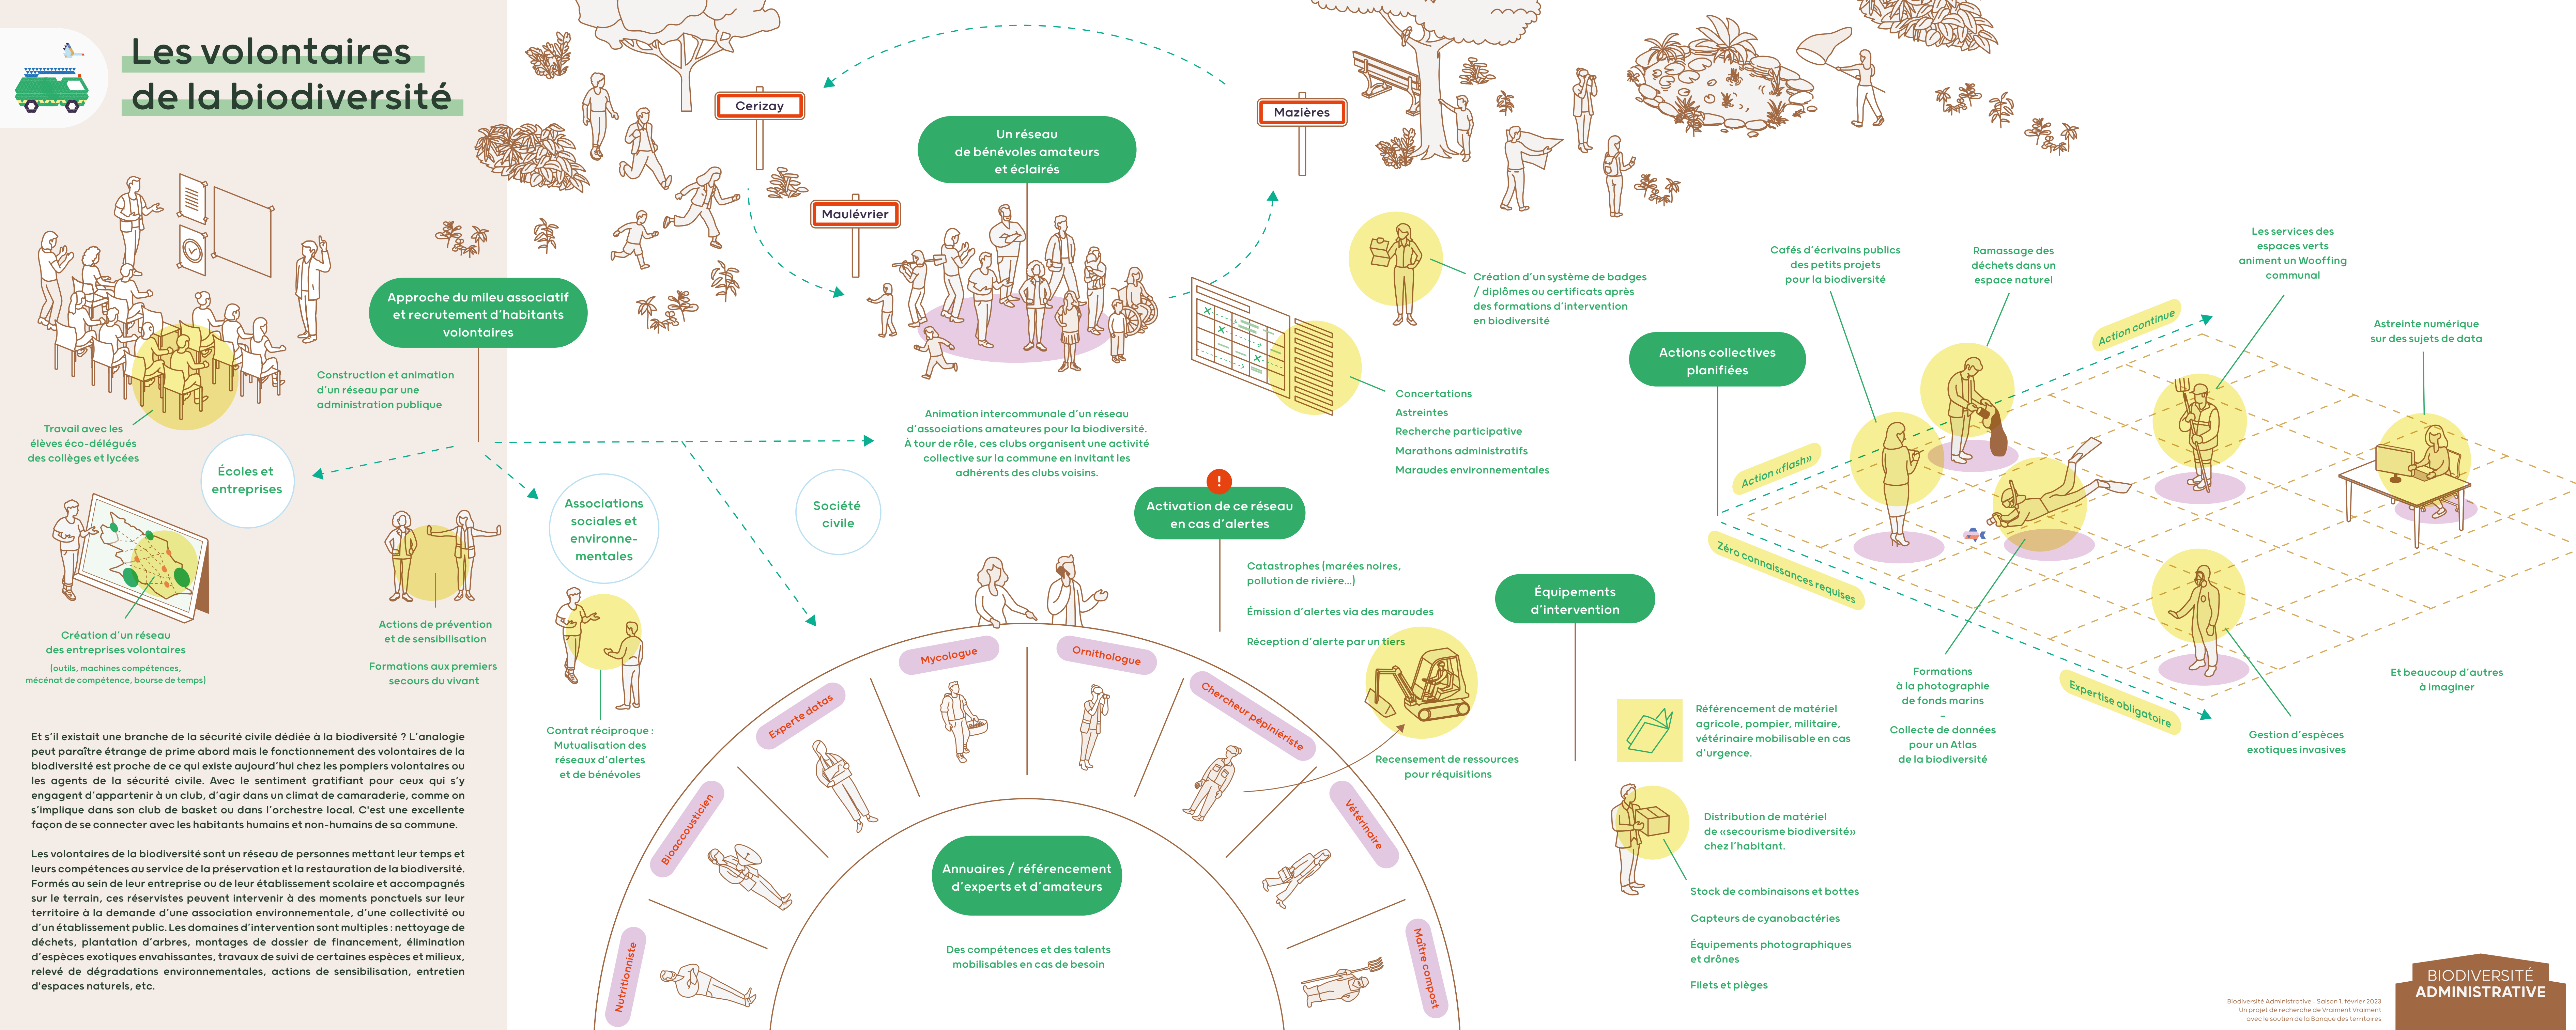 Les volontaires
de la biodiversité
Travail avec les
élèves éco-délégués
des collèges et lycées
Approche du mileu associatif
et recrutement d'habitants
volontaires
Construction et animation
d'un réseau par une
administration publique
Écoles et
entreprises
Création d'un réseau
des entreprises volontaires
(outils, machines compétences,
mécénat de compétence, bourse de temps)
Actions de prévention
et de sensibilisation
Formations aux premiers
secours du vivant
Et s'il existait une branche de la sécurité civile dédiée à la biodiversité ? L'analogie
peut paraître étrange de prime abord mais le fonctionnement des volontaires de la
biodiversité est proche de ce qui existe aujourd'hui chez les pompiers volontaires ou
les agents de la sécurité civile. Avec le sentiment gratifiant pour ceux qui s'y
engagent d'appartenir à un club, d'agir dans un climat de camaraderie, comme on
s'implique dans son club de basket ou dans l'orchestre local. C'est une excellente
façon de se connecter avec les habitants humains et non-humains de sa commune.
Les volontaires de la biodiversité sont un réseau de personnes mettant leur temps et
leurs compétences au service de la préservation et la restauration de la biodiversité.
Formés au sein de leur entreprise ou de leur établissement scolaire et accompagnés
sur le terrain, ces réservistes peuvent intervenir à des moments ponctuels sur leur
territoire à la demande d'une association environnementale, d'une collectivité ou
d'un établissement public. Les domaines d'intervention sont multiples : nettoyage de
déchets, plantation d'arbres, montages de dossier de financement, élimination
d'espèces exotiques envahissantes, travaux de suivi de certaines espèces et milieux,
relevé de dégradations environnementales, actions de sensibilisation, entretien
d'espaces naturels, etc.
Cerizay
Maulévrier
Mazières
Un réseau
de bénévoles amateurs
et éclairés
Animation intercommunale d'un réseau
d'associations amateures pour la biodiversité.
À tour de rôle, ces clubs organisent une activité
collective sur la commune en invitant les
adhérents des clubs voisins.
Associations
sociales et
environne-
mentales
Société
civile
Contrat réciproque :
Mutualisation des
réseaux d'alertes
et de bénévoles
Création d'un système de badges
/ diplômes ou certificats après
des formations d'intervention
en biodiversité
Concertations
Astreintes
Recherche participative
Marathons administratifs
Maraudes environnementales
!
Activation de ce réseau
en cas d'alertes
Catastrophes (marées noires,
pollution de rivière...)
Émission d'alertes via des maraudes
Réception d'alerte par un tiers
Recensement de ressources
pour réquisitions
Nutritionniste
Bioaccousticien
Experte datas
Mycologue
Ornithologue
Chercheur pépiniériste
Vétérinaire
Maître compost
Annuaires / référencement
d'experts et d'amateurs
Des compétences et des talents
mobilisables en cas de besoin
Équipements
d'intervention
Référencement de matériel
agricole, pompier, militaire,
vétérinaire mobilisable en cas
d'urgence.
Distribution de matériel
de «secourisme biodiversité»
chez l'habitant.
Stock de combinaisons et bottes
Capteurs de cyanobactéries
Équipements photographiques
et drônes
Filets et pièges
Actions collectives
planifiées
Cafés d'écrivains publics
des petits projets
pour la biodiversité
Ramassage des
déchets dans un
espace naturel
Les services des
espaces verts
animent un Wooffing
communal
Astreinte numérique
sur des sujets de data
Action «flash»
Action continue
Zéro connaissances requises
Expertise obligatoire
Formations
à la photographie
de fonds marins
–
Collecte de données
pour un Atlas
de la biodiversité
Gestion d'espèces
exotiques invasives
Et beaucoup d'autres
à imaginer
BIODIVERSITÉ
ADMINISTRATIVE
Biodiversité Administrative - Saison 1. février 2023
Un projet de recherche de Vraiment Vraiment
avec le soutien de la Banque des territoires